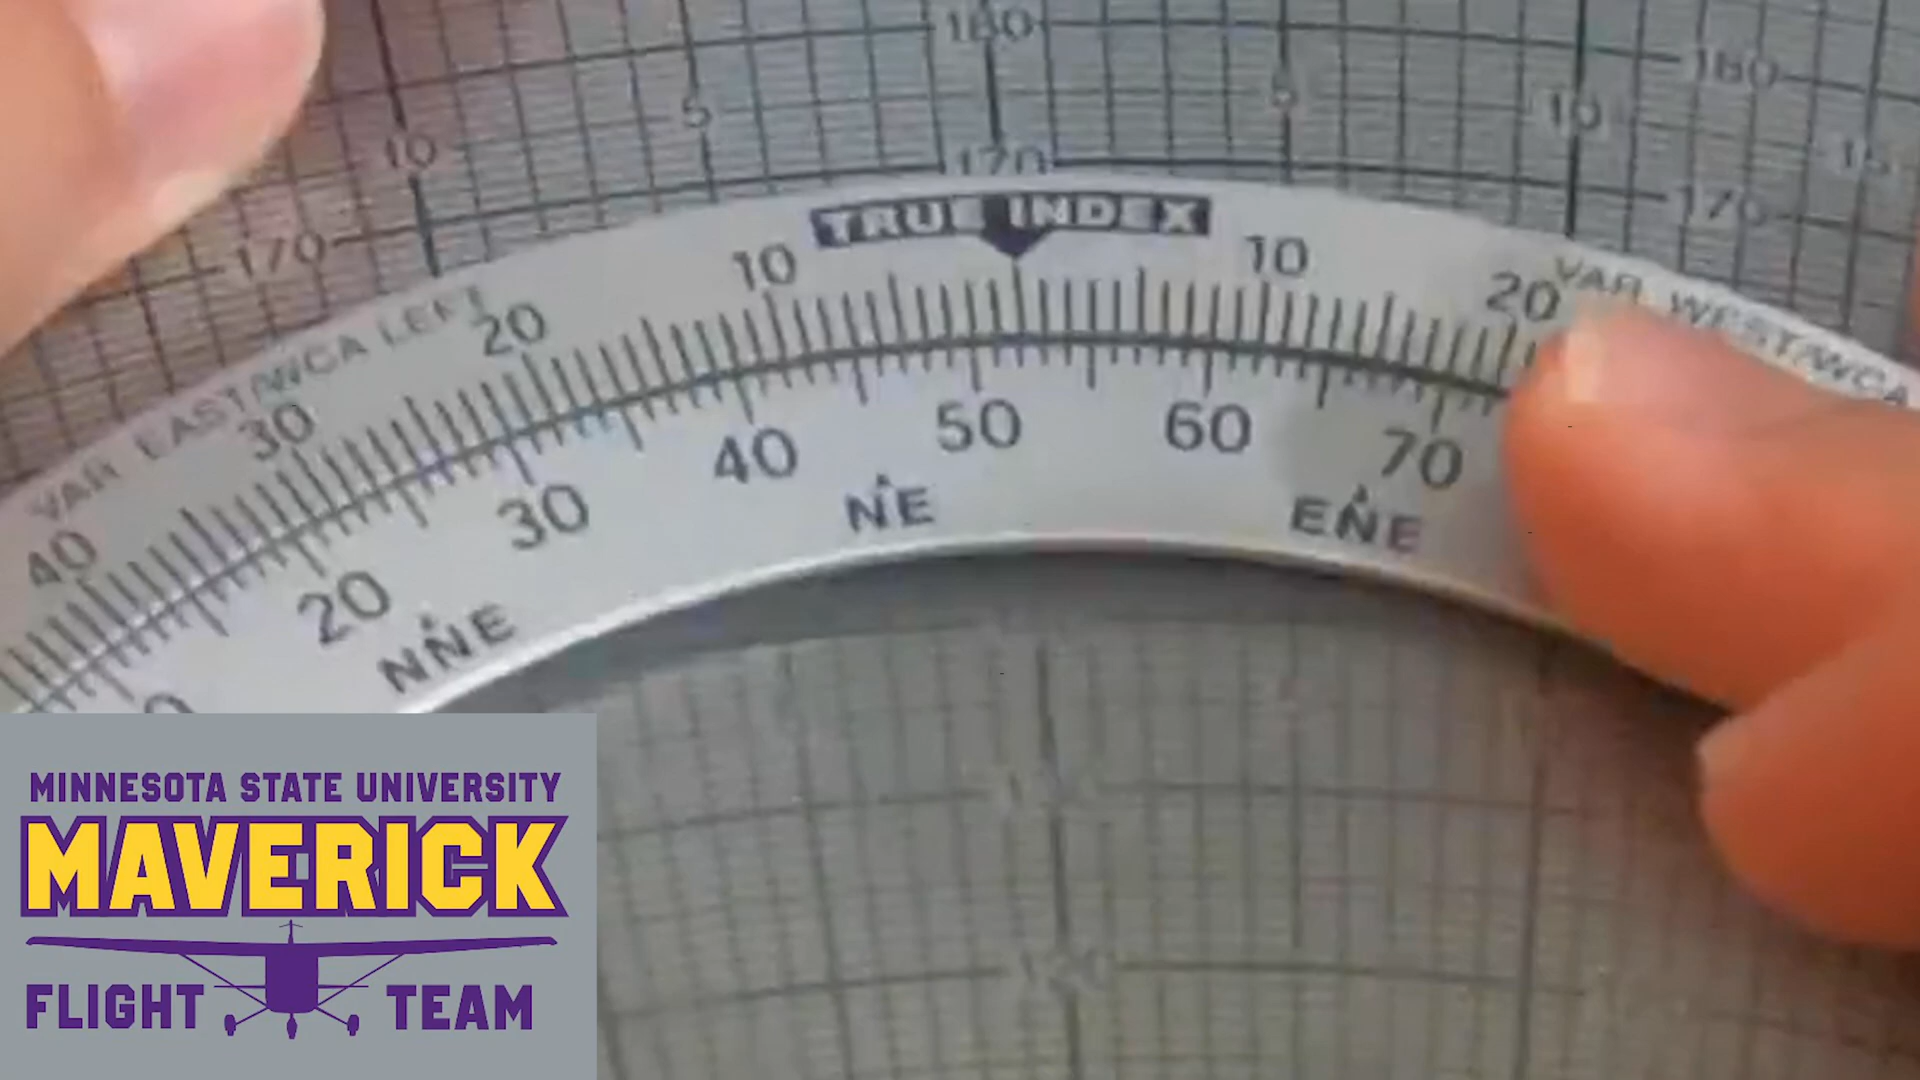 180
160
5
5
10
10
15
170
170
170
TRUE INDEX
VAR EAST/WCA LEFT
VAR WEST/WCA
40 30 20 10 10 20
20 30 40 50 60 70
NNE NE ENE
MINNESOTA STATE UNIVERSITY
MAVERICK
FLIGHT TEAM